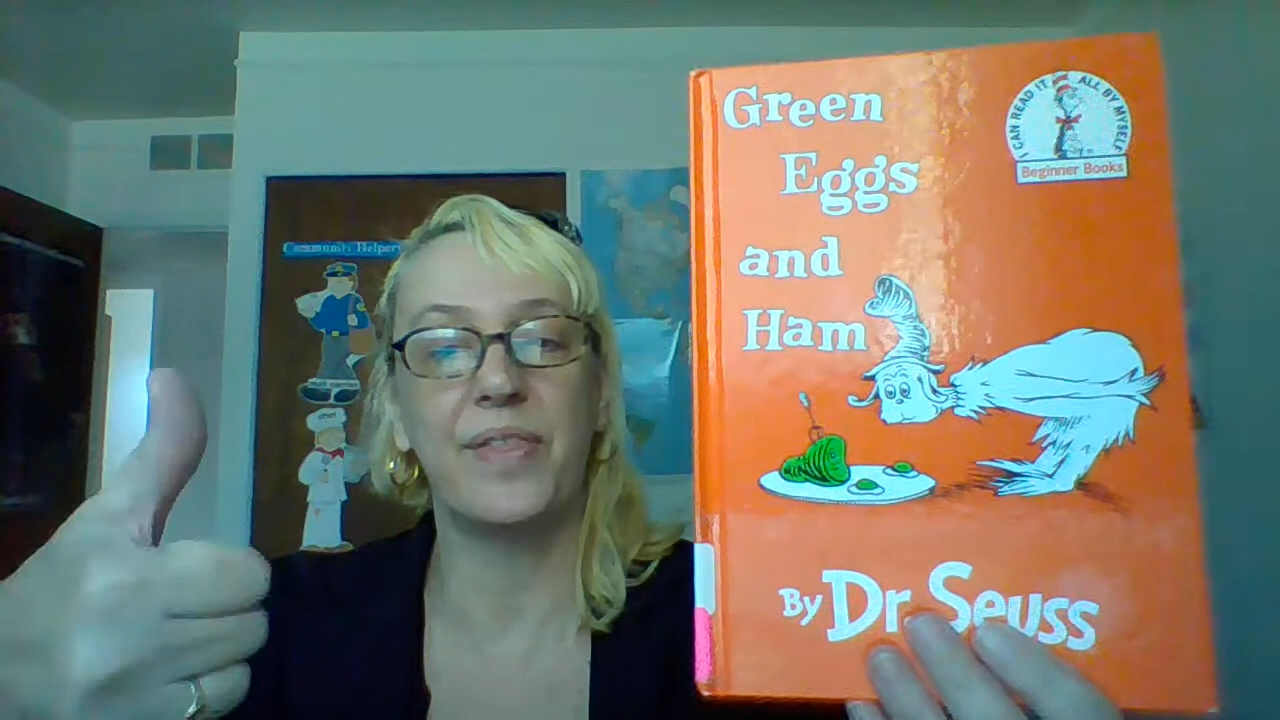 Green
Eggs
and
Ham
I CAN READ IT ALL BY MYSELF
Beginner Books
By Dr. Seuss
Community Helpers